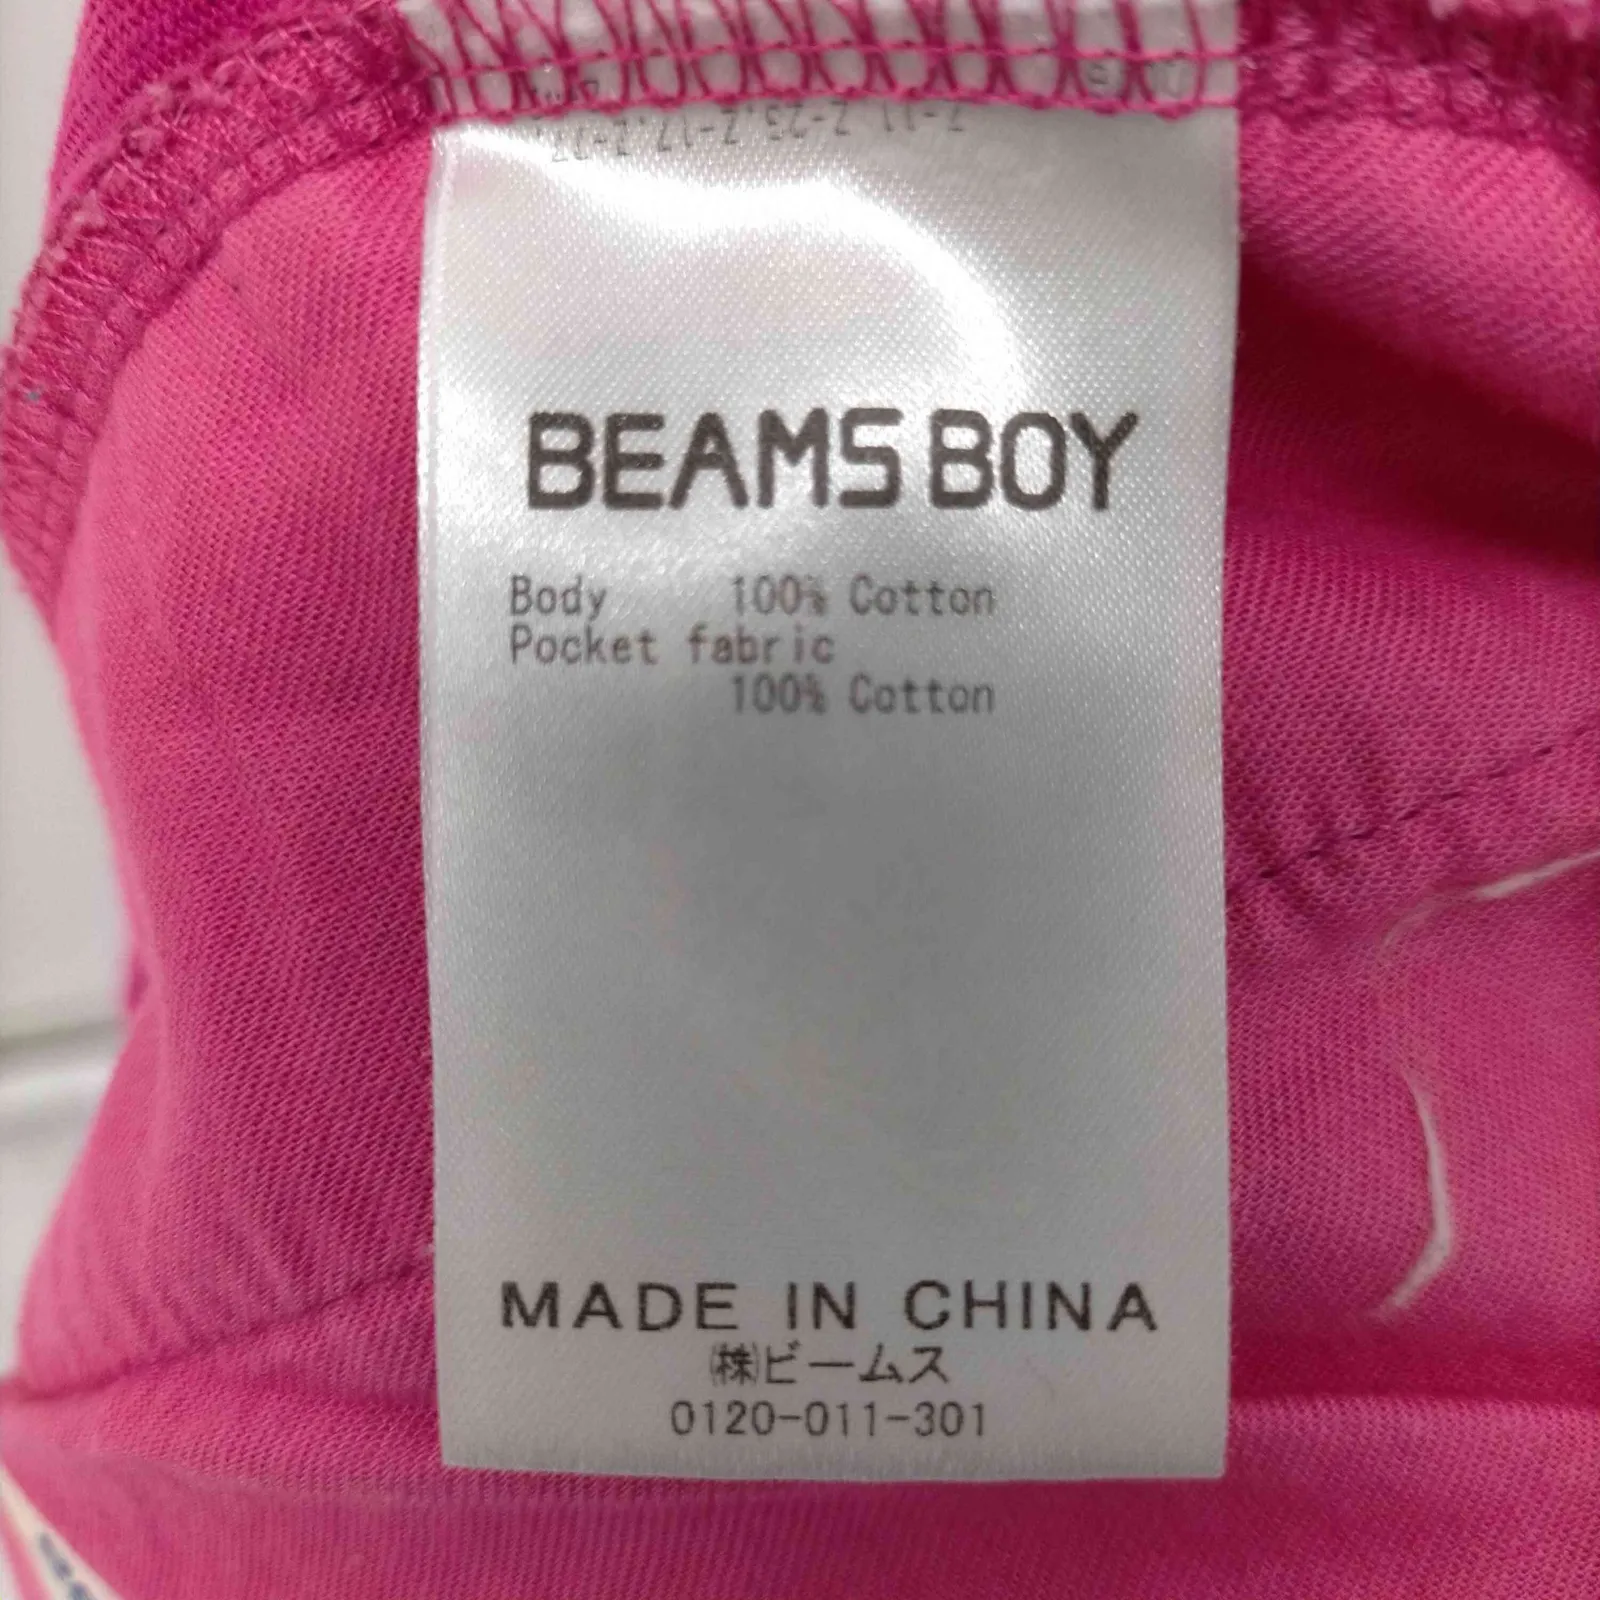 BEAMS BOY
Body 100% Cotton
Pocket fabric
100% Cotton
MADE IN CHINA
㈱ビームス
0120-011-301